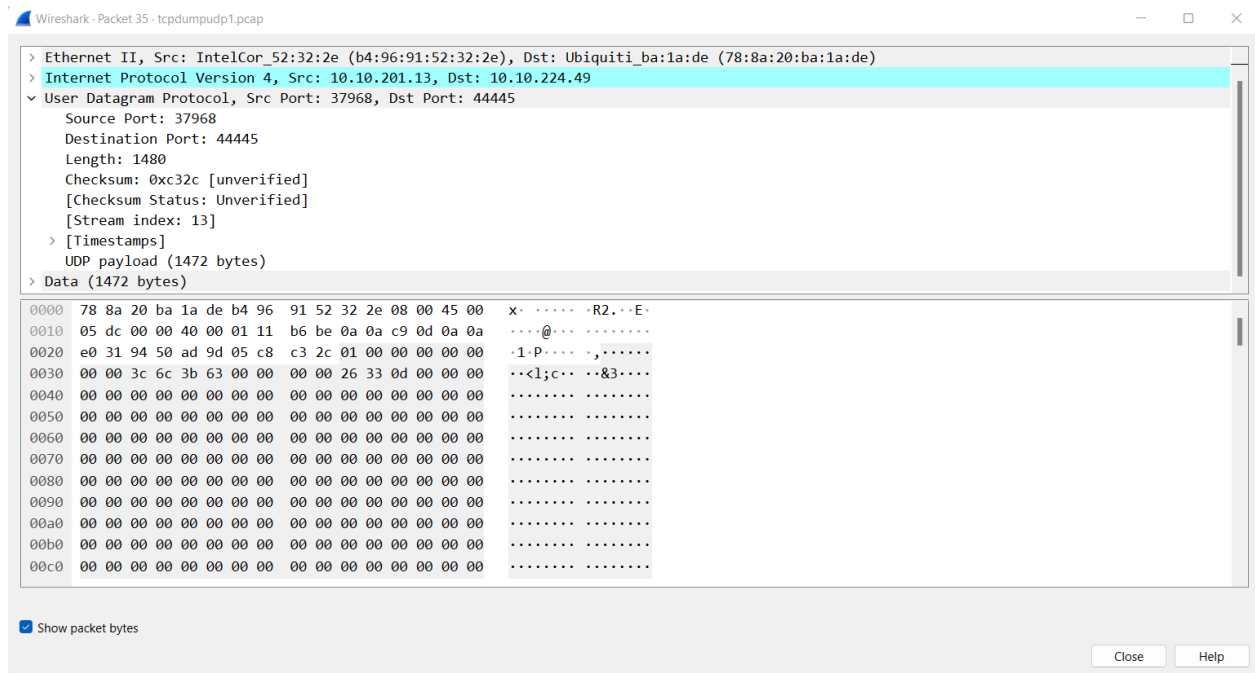 Wireshark · Packet 35 · tcpdumpudp1.pcap
Ethernet II, Src: IntelCor_52:32:2e (b4:96:91:52:32:2e), Dst: Ubiquiti_ba:1a:de (78:8a:20:ba:1a:de)
Internet Protocol Version 4, Src: 10.10.201.13, Dst: 10.10.224.49
User Datagram Protocol, Src Port: 37968, Dst Port: 44445
Source Port: 37968
Destination Port: 44445
Length: 1480
Checksum: 0xc32c [unverified]
[Checksum Status: Unverified]
[Stream index: 13]
[Timestamps]
UDP payload (1472 bytes)
Data (1472 bytes)
0000 78 8a 20 ba 1a de b4 96 91 52 32 2e 08 00 45 00 x· ····· ·R2.··E·
0010 05 dc 00 00 40 00 01 11 b6 be 0a 0a c9 0d 0a 0a ····@··· ········
0020 e0 31 94 50 ad 9d 05 c8 c3 2c 01 00 00 00 00 00 ·1·P···· ·,······
0030 00 00 3c 6c 3b 63 00 00 00 00 26 33 0d 00 00 00 ··<l;c·· ··&3····
0040 00 00 00 00 00 00 00 00 00 00 00 00 00 00 00 00 ········ ········
0050 00 00 00 00 00 00 00 00 00 00 00 00 00 00 00 00 ········ ········
0060 00 00 00 00 00 00 00 00 00 00 00 00 00 00 00 00 ········ ········
0070 00 00 00 00 00 00 00 00 00 00 00 00 00 00 00 00 ········ ········
0080 00 00 00 00 00 00 00 00 00 00 00 00 00 00 00 00 ········ ········
0090 00 00 00 00 00 00 00 00 00 00 00 00 00 00 00 00 ········ ········
00a0 00 00 00 00 00 00 00 00 00 00 00 00 00 00 00 00 ········ ········
00b0 00 00 00 00 00 00 00 00 00 00 00 00 00 00 00 00 ········ ········
00c0 00 00 00 00 00 00 00 00 00 00 00 00 00 00 00 00 ········ ········
Show packet bytes
Close Help